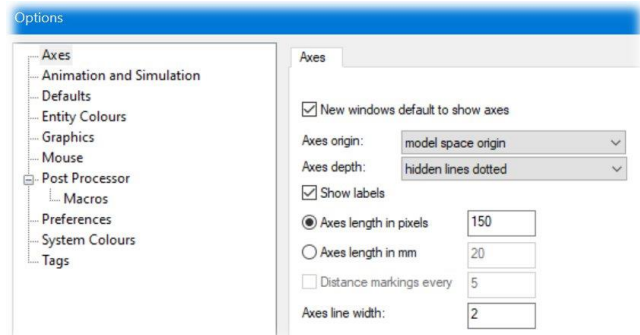 Options
Axes
Animation and Simulation
Defaults
Entity Colours
Graphics
Mouse
Post Processor
Macros
Preferences
System Colours
Tags
Axes
New windows default to show axes
Axes origin: model space origin
Axes depth: hidden lines dotted
Show labels
Axes length in pixels 150
Axes length in mm 20
Distance markings every 5
Axes line width: 2